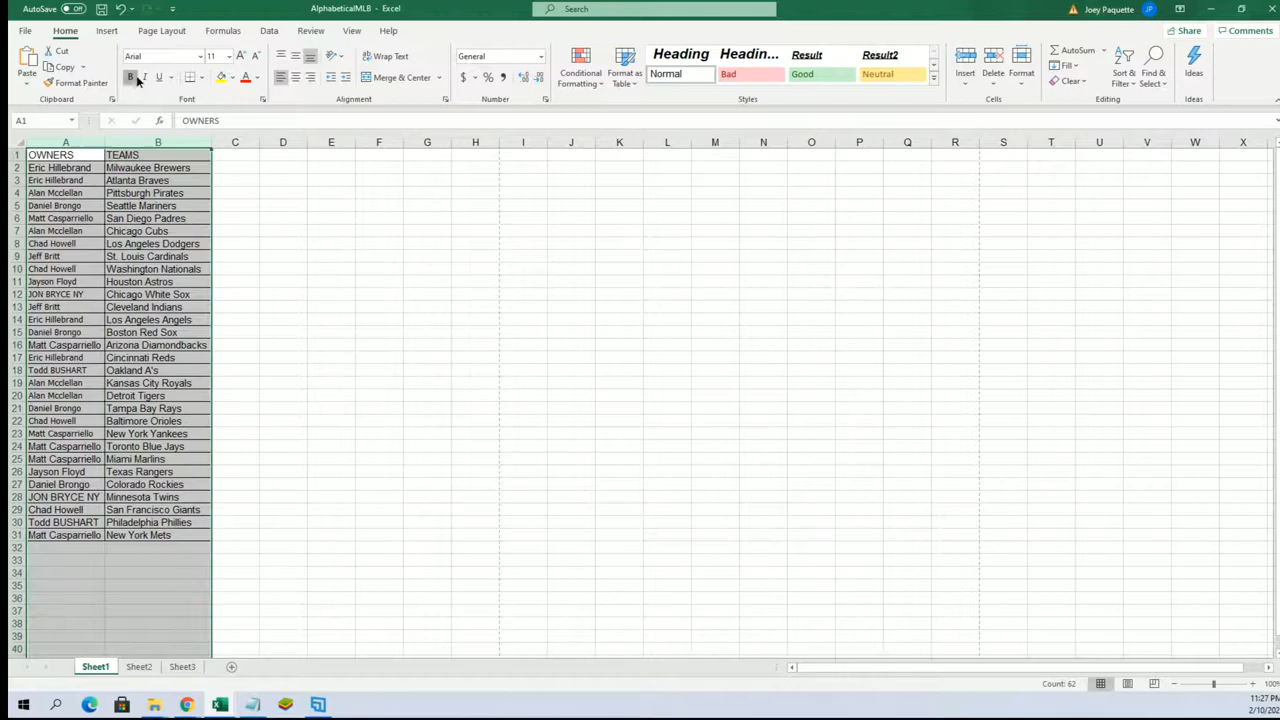 AutoSave Off AlphabeticalMLB - Excel Search Joey Paquette JP
File Home Insert Page Layout Formulas Data Review View Help Share Comments
Paste Cut Copy Format Painter Clipboard
Arial 11 B I U Font
Wrap Text Merge & Center Alignment
General $ % , Number
Conditional Formatting Format as Table
Heading Headin... Result Result2
Normal Bad Good Neutral
Styles
Insert Delete Format Cells
AutoSum Fill Clear Sort & Filter Find & Select Editing
Ideas Ideas
A1 fx OWNERS
A B C D E F G H I J K L M N O P Q R S T U V W X
1 OWNERS TEAMS
2 Eric Hillebrand Milwaukee Brewers
3 Eric Hillebrand Atlanta Braves
4 Alan Mcclellan Pittsburgh Pirates
5 Daniel Brongo Seattle Mariners
6 Matt Casparriello San Diego Padres
7 Alan Mcclellan Chicago Cubs
8 Chad Howell Los Angeles Dodgers
9 Jeff Britt St. Louis Cardinals
10 Chad Howell Washington Nationals
11 Jayson Floyd Houston Astros
12 JON BRYCE NY Chicago White Sox
13 Jeff Britt Cleveland Indians
14 Eric Hillebrand Los Angeles Angels
15 Daniel Brongo Boston Red Sox
16 Matt Casparriello Arizona Diamondbacks
17 Eric Hillebrand Cincinnati Reds
18 Todd BUSHART Oakland A's
19 Alan Mcclellan Kansas City Royals
20 Alan Mcclellan Detroit Tigers
21 Daniel Brongo Tampa Bay Rays
22 Chad Howell Baltimore Orioles
23 Matt Casparriello New York Yankees
24 Matt Casparriello Toronto Blue Jays
25 Matt Casparriello Miami Marlins
26 Jayson Floyd Texas Rangers
27 Daniel Brongo Colorado Rockies
28 JON BRYCE NY Minnesota Twins
29 Chad Howell San Francisco Giants
30 Todd BUSHART Philadelphia Phillies
31 Matt Casparriello New York Mets
32
33
34
35
36
37
38
39
40
Sheet1 Sheet2 Sheet3
Count: 62 100%
11:27 PM